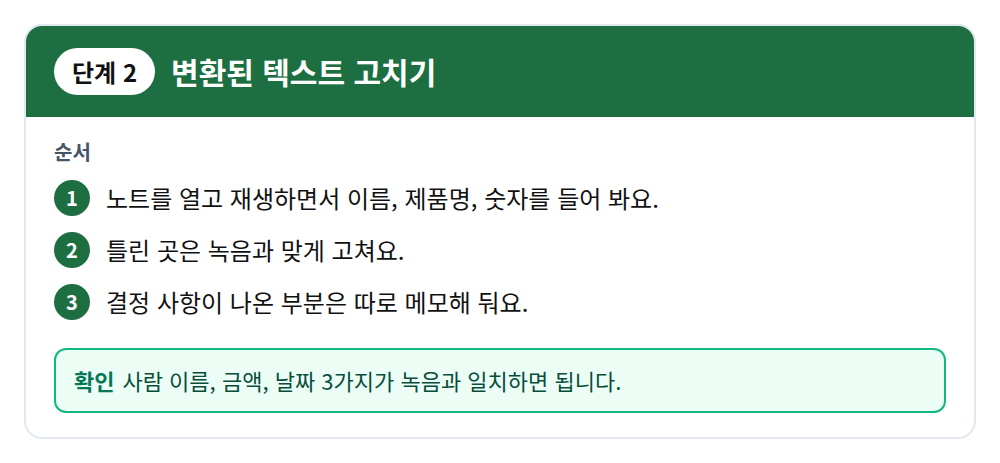 단계 2 변환된 텍스트 고치기
순서
1 노트를 열고 재생하면서 이름, 제품명, 숫자를 들어 봐요.
2 틀린 곳은 녹음과 맞게 고쳐요.
3 결정 사항이 나온 부분은 따로 메모해 둬요.
확인 사람 이름, 금액, 날짜 3가지가 녹음과 일치하면 됩니다.